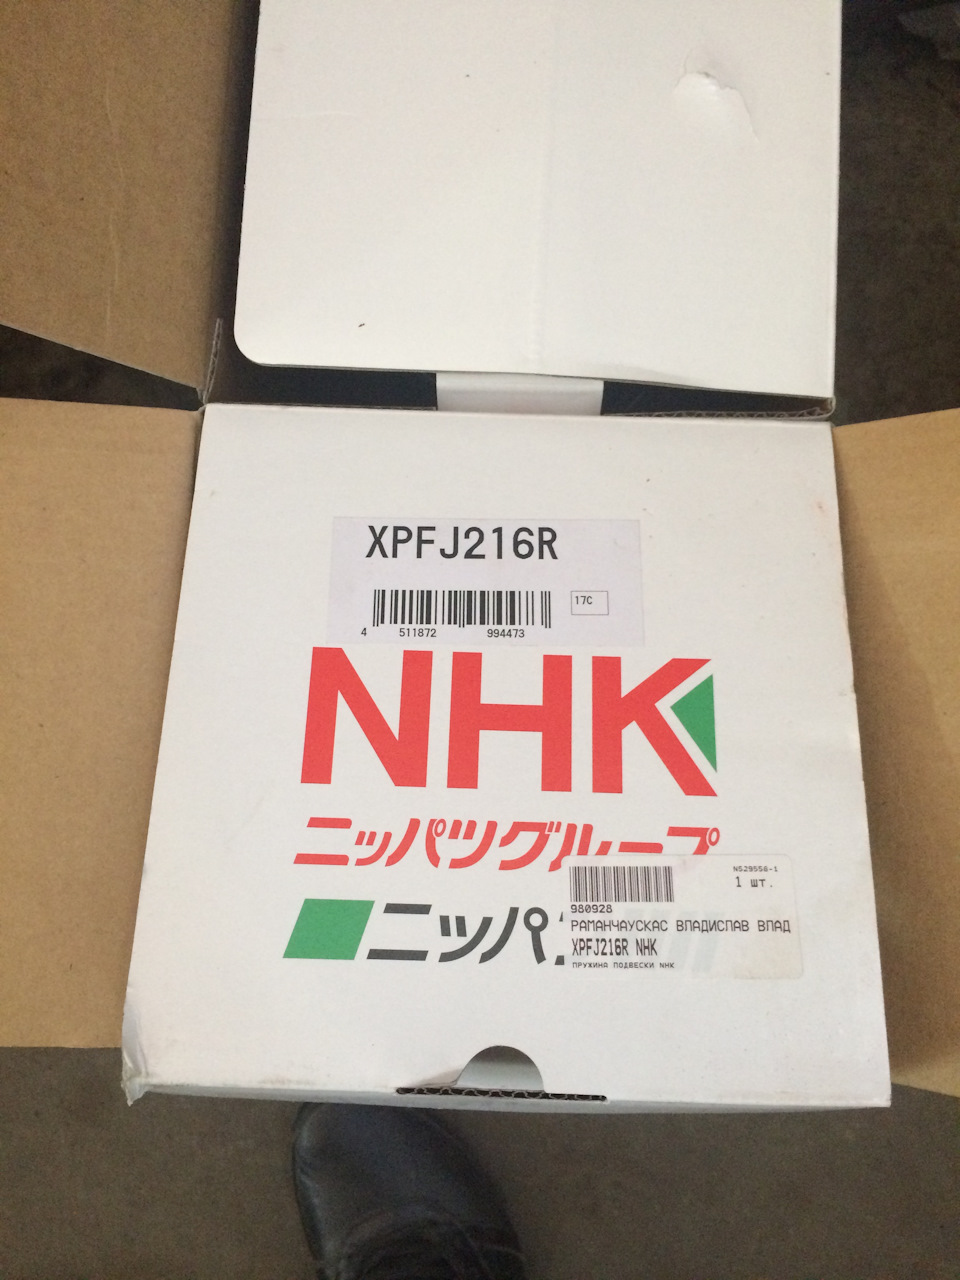 XPFJ216R
17C
4 511872 994473
NHK
ニッパツグループ
ニッパ
N529558-1
1 шт.
980928
РАМАНЧАУСКАС ВЛАДИСЛАВ ВЛАД
XPFJ216R NHK
ПРУЖИНА ПОДВЕСКИ NHK